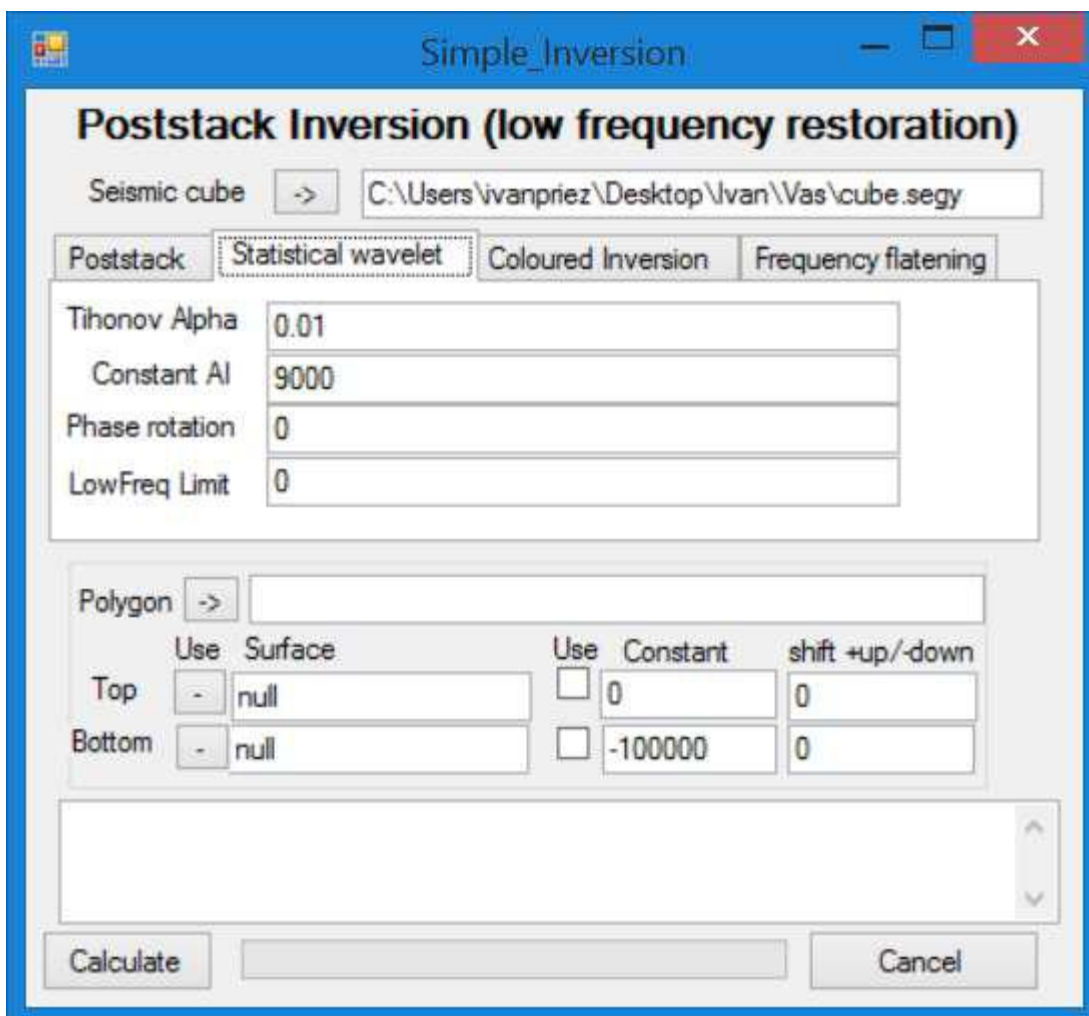 Simple_Inversion
Poststack Inversion (low frequency restoration)
Seismic cube -> C:\Users\ivanpriez\Desktop\Ivan\Vas\cube.segy
Poststack Statistical wavelet Coloured Inversion Frequency flatening
Tihonov Alpha 0.01
Constant AI 9000
Phase rotation 0
LowFreq Limit 0
Polygon ->
Use Surface Use Constant shift +up/-down
Top - null 0 0
Bottom - null -100000 0
Calculate Cancel